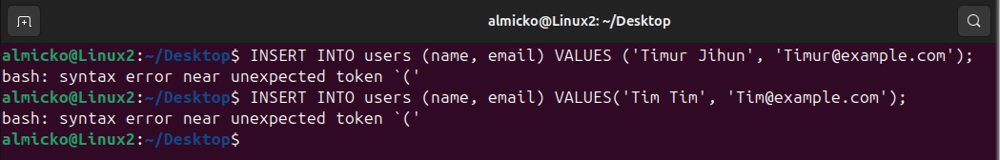 almicko@Linux2: ~/Desktop
almicko@Linux2:~/Desktop$ INSERT INTO users (name, email) VALUES ('Timur Jihun', 'Timur@example.com');
bash: syntax error near unexpected token `('
almicko@Linux2:~/Desktop$ INSERT INTO users (name, email) VALUES('Tim Tim', 'Tim@example.com');
bash: syntax error near unexpected token `('
almicko@Linux2:~/Desktop$